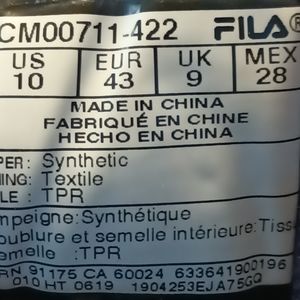 CM00711-422 FILA®
US EUR UK MEX
10 43 9 28
MADE IN CHINA
FABRIQUÉ EN CHINE
HECHO EN CHINA
PER: Synthetic
NING: Textile
LE : TPR
mpeigne:Synthétique
oublure et semelle intérieure:Tiss
emelle :TPR
RN 91175 CA 60024 633641900196
010 HT 0619 1904253EJA75GQ